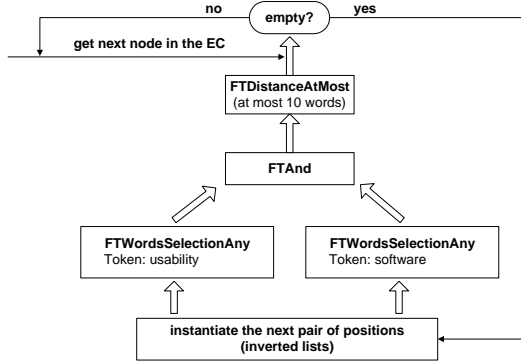 no
empty?
yes
get next node in the EC
FTDistanceAtMost
(at most 10 words)
FTAnd
FTWordsSelectionAny
Token: usability
FTWordsSelectionAny
Token: software
instantiate the next pair of positions
(inverted lists)